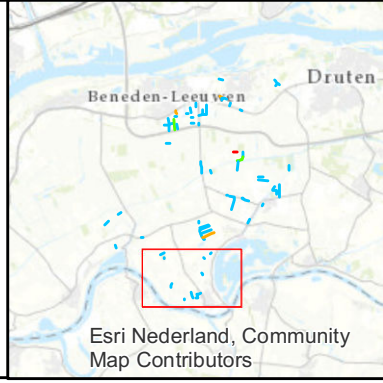 Druten
Beneden-Leeuwen
Esri Nederland, Community
Map Contributors